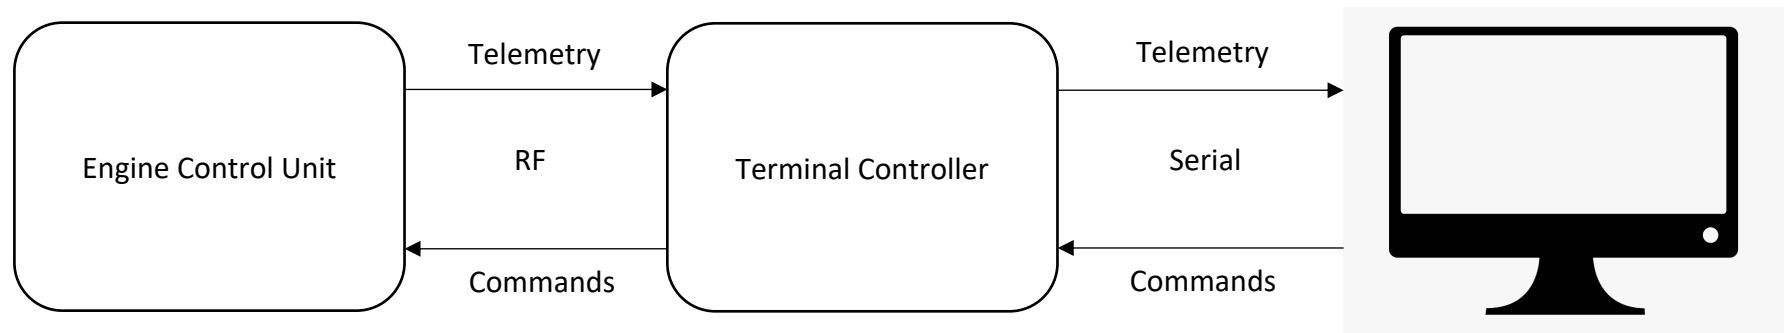 Telemetry
Telemetry
Engine Control Unit
RF
Terminal Controller
Serial
Commands
Commands